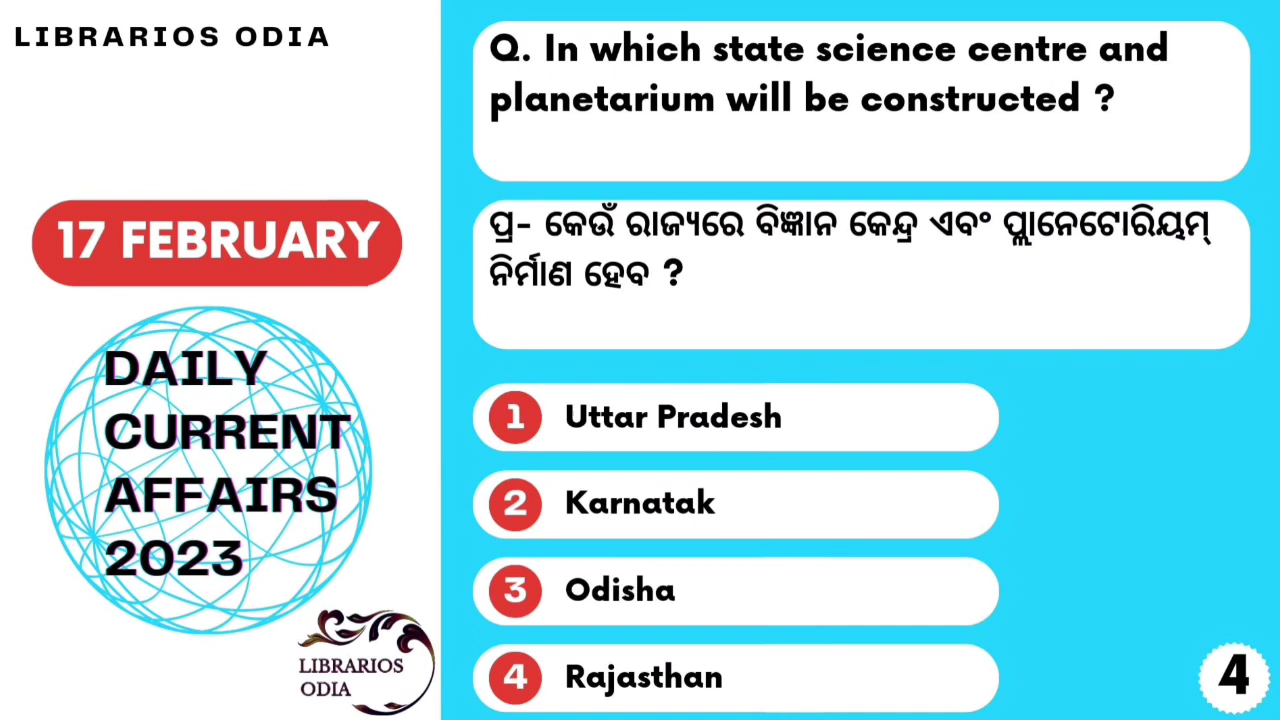 LIBRARIOS ODIA
17 FEBRUARY
DAILY
CURRENT
AFFAIRS
2023
LIBRARIOS
ODIA
Q. In which state science centre and
planetarium will be constructed ?
ପ୍ର- କେଉଁ ରାଜ୍ୟରେ ବିଜ୍ଞାନ କେନ୍ଦ୍ର ଏବଂ ପ୍ଲାନେଟୋରିୟମ୍
ନିର୍ମାଣ ହେବ ?
1 Uttar Pradesh
2 Karnatak
3 Odisha
4 Rajasthan
4